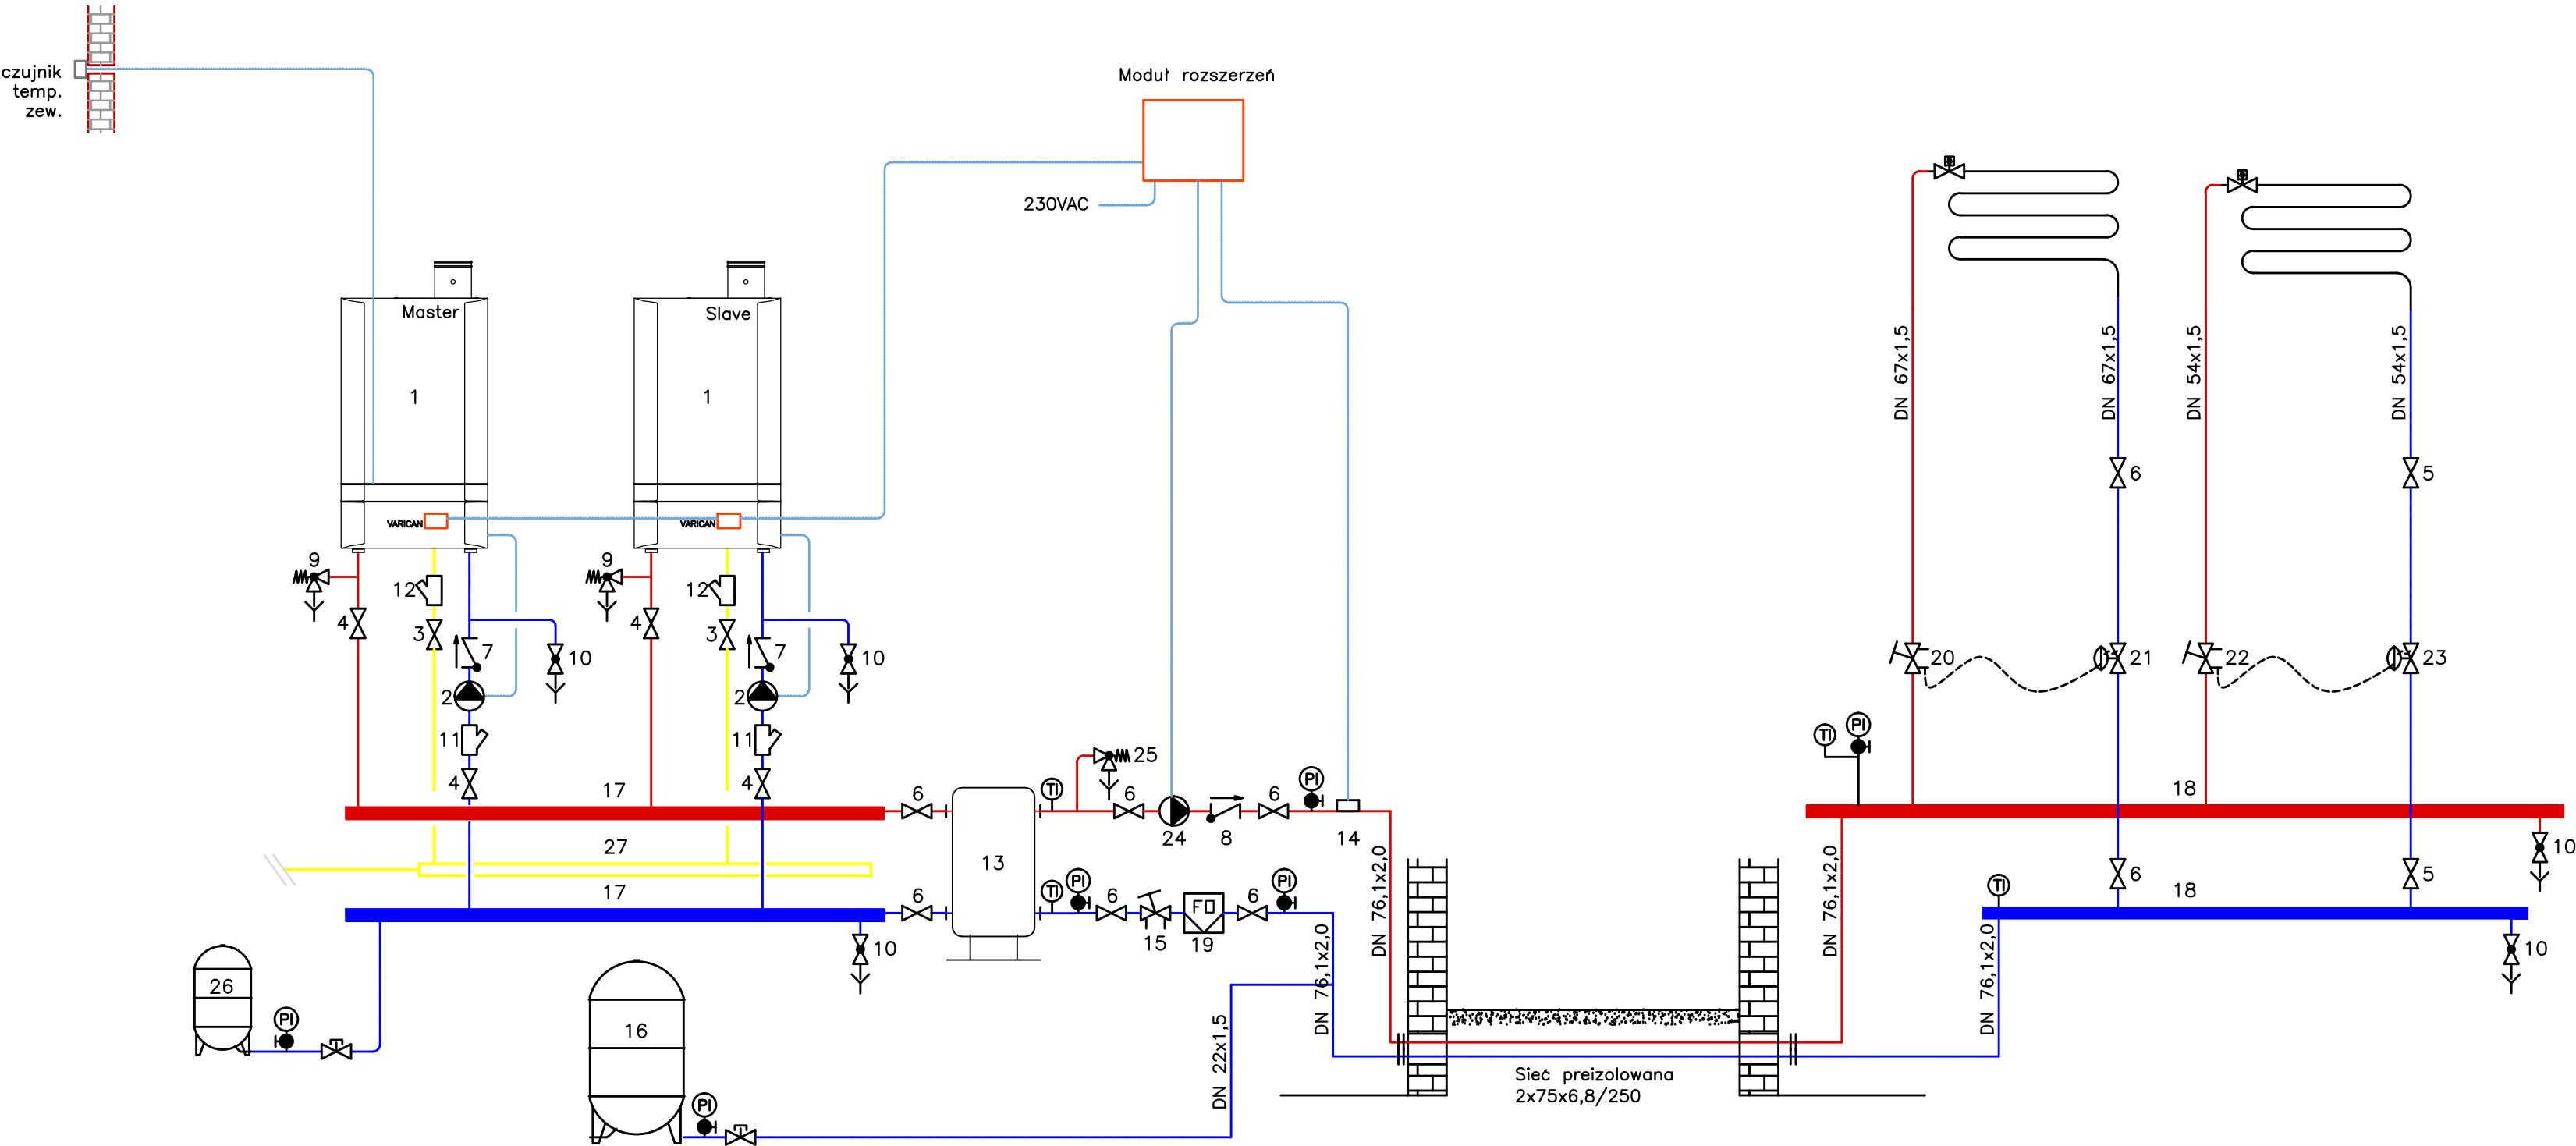 czujnik
temp.
zew.
Moduł rozszerzeń
230VAC
Master
Slave
1
1
VARICAN
VARICAN
DN 67x1,5
DN 67x1,5
DN 54x1,5
DN 54x1,5
6
5
9
12
4
3
7
10
2
11
4
9
12
4
3
7
10
2
11
4
20
21
22
23
TI
PI
17
6
TI
25
6
24
8
6
PI
14
18
10
27
13
DN 76,1x2,0
DN 76,1x2,0
6
5
17
6
TI
PI
6
15
FO
19
6
PI
TI
18
10
10
DN 76,1x2,0
DN 76,1x2,0
26
PI
16
PI
DN 22x1,5
Sieć preizolowana
2x75x6,8/250